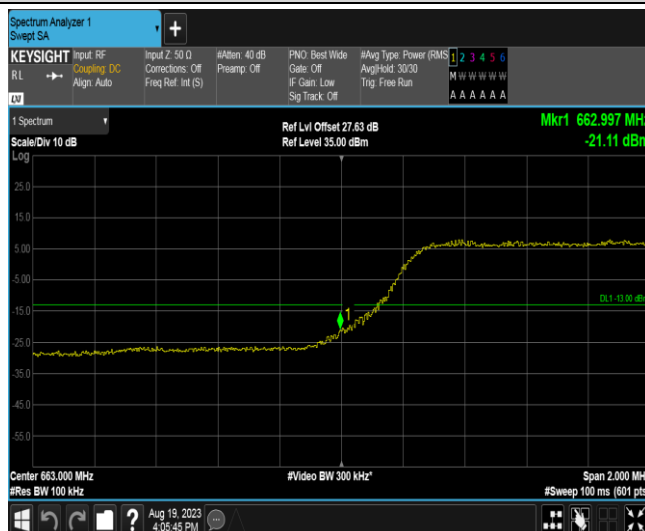 Spectrum Analyzer 1
Swept SA
KEYSIGHT
RL
LXI
Input: RF
Coupling: DC
Align: Auto
Input Z: 50 Ω
Corrections: Off
Freq Ref: Int (S)
#Atten: 40 dB
Preamp: Off
PNO: Best Wide
Gate: Off
IF Gain: Low
Sig Track: Off
#Avg Type: Power (RMS
Avg|Hold: 30/30
Trig: Free Run
1 2 3 4 5 6
M W W W W W
A A A A A A
1 Spectrum
Scale/Div 10 dB
Ref Lvl Offset 27.63 dB
Ref Level 35.00 dBm
Mkr1 662.997 MHz
-21.11 dBm
Log
25.0
15.0
5.00
-5.00
-15.0
-25.0
-35.0
-45.0
-55.0
DL1 -13.00 dBm
1
Center 663.000 MHz
#Res BW 100 kHz
#Video BW 300 kHz*
Span 2.000 MHz
#Sweep 100 ms (601 pts)
Aug 19, 2023
4:05:45 PM